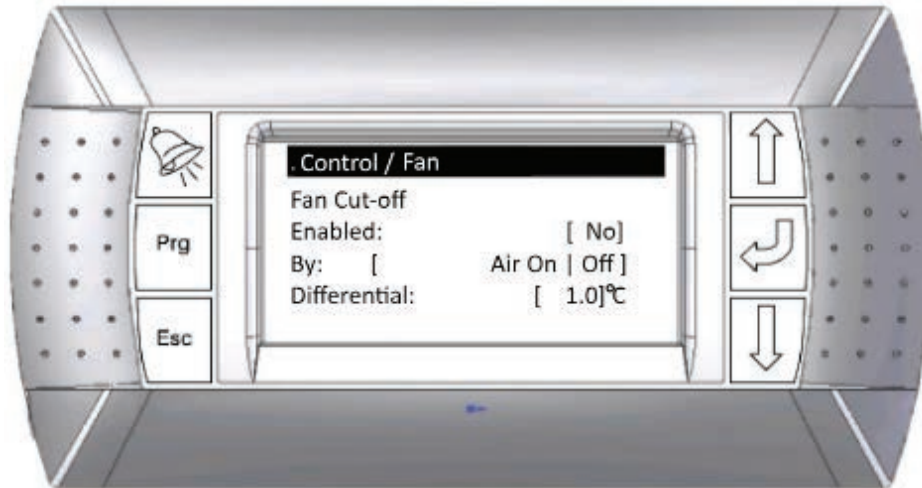 . Control / Fan
Fan Cut-off
Enabled: [ No]
By: [ Air On | Off ]
Differential: [ 1.0]°C
Prg
Esc